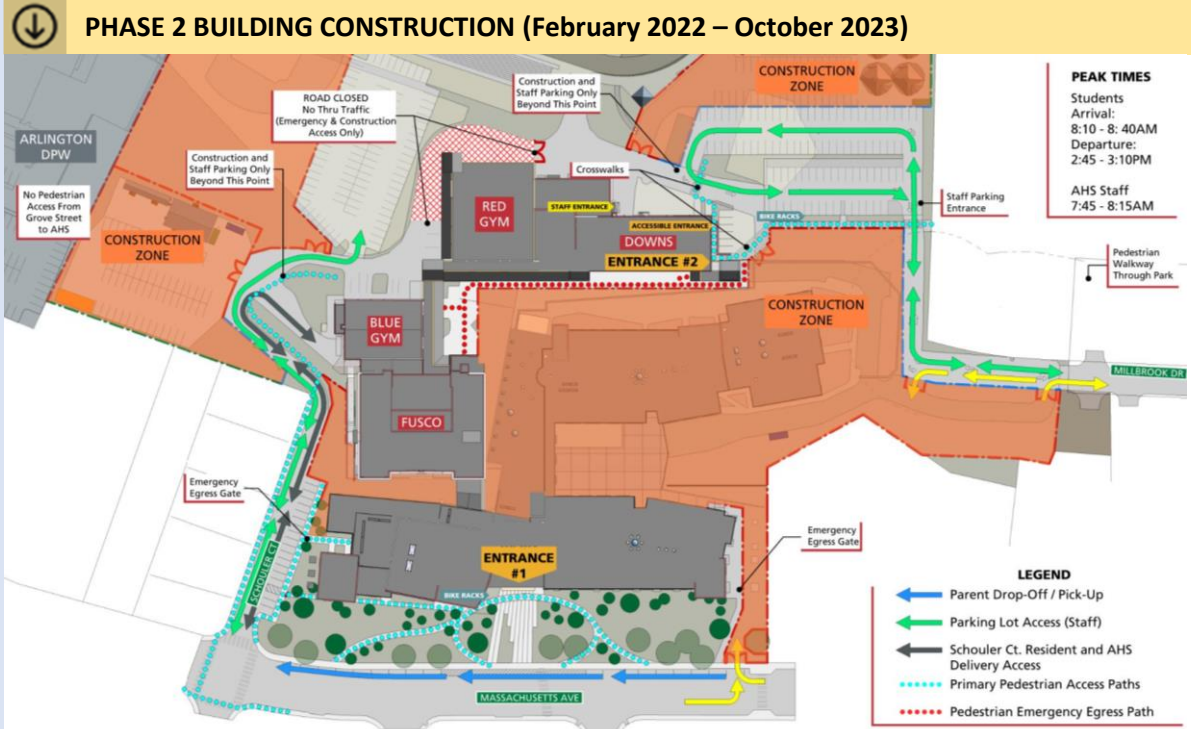 PHASE 2 BUILDING CONSTRUCTION (February 2022 – October 2023)
ARLINGTON
DPW
No Pedestrian
Access From
Grove Street
to AHS
CONSTRUCTION
ZONE
Construction and
Staff Parking Only
Beyond This Point
ROAD CLOSED
No Thru Traffic
(Emergency & Construction
Access Only)
Construction and
Staff Parking Only
Beyond This Point
CONSTRUCTION
ZONE
Crosswalks
RED
GYM
STAFF ENTRANCE
ACCESSIBLE ENTRANCE
DOWNS
ENTRANCE #2
BIKE RACKS
Staff Parking
Entrance
PEAK TIMES
Students
Arrival:
8:10 - 8: 40AM
Departure:
2:45 - 3:10PM
AHS Staff
7:45 - 8:15AM
Pedestrian
Walkway
Through Park
CONSTRUCTION
ZONE
BLUE
GYM
FUSCO
MILLBROOK DR
Emergency
Egress Gate
SCHOULER CT
ENTRANCE
#1
BIKE RACKS
Emergency
Egress Gate
MASSACHUSETTS AVE
LEGEND
Parent Drop-Off / Pick-Up
Parking Lot Access (Staff)
Schouler Ct. Resident and AHS
Delivery Access
Primary Pedestrian Access Paths
Pedestrian Emergency Egress Path